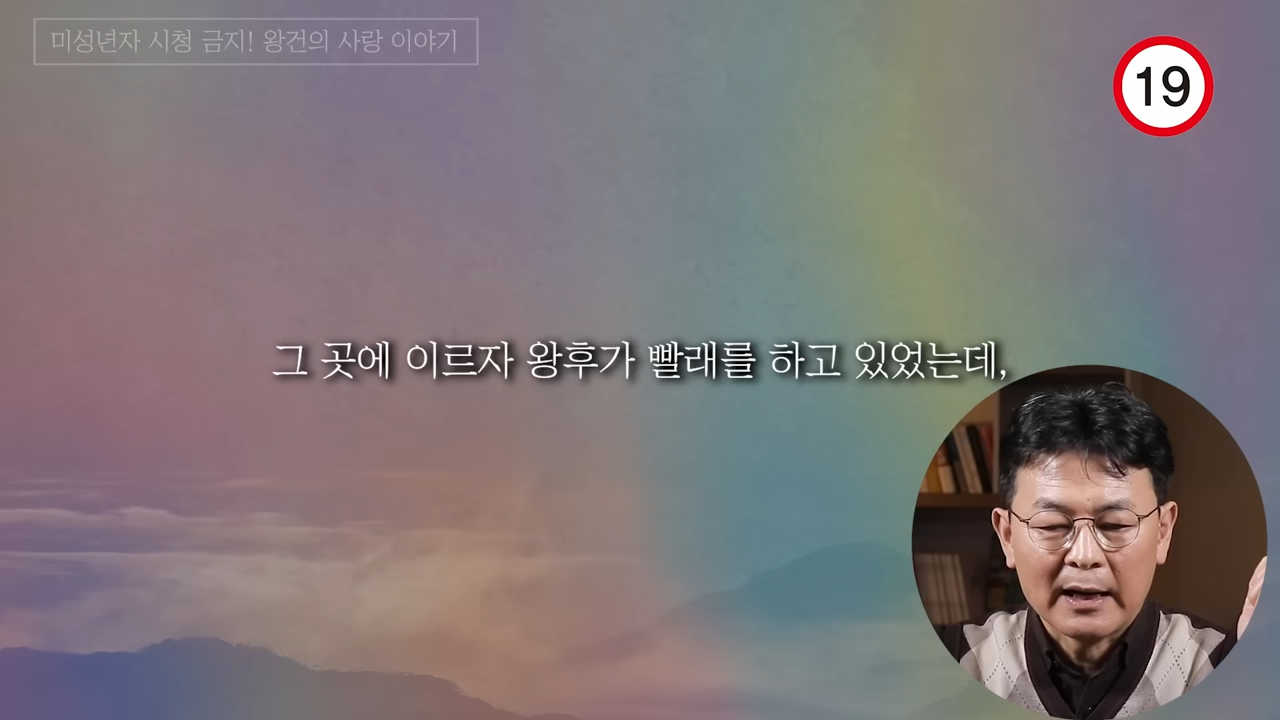 미성년자 시청 금지! 왕건의 사랑 이야기
19
그 곳에 이르자 왕후가 빨래를 하고 있었는데,